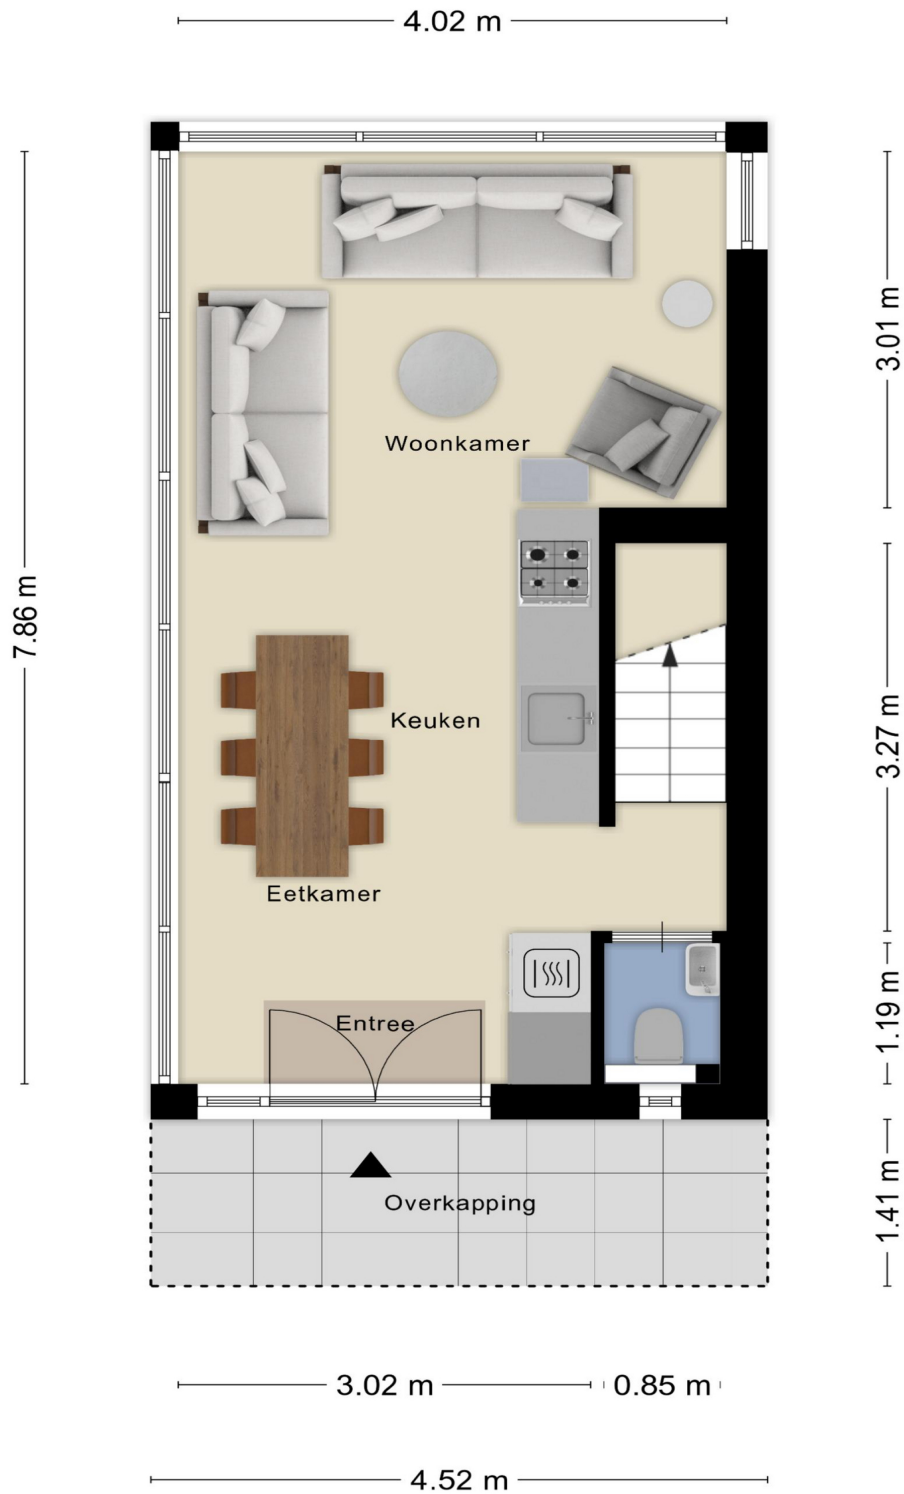 4.02 m
3.01 m
Woonkamer
7.86 m
Keuken
3.27 m
Eetkamer
1.19 m
Entree
1.41 m
Overkapping
3.02 m
0.85 m
4.52 m